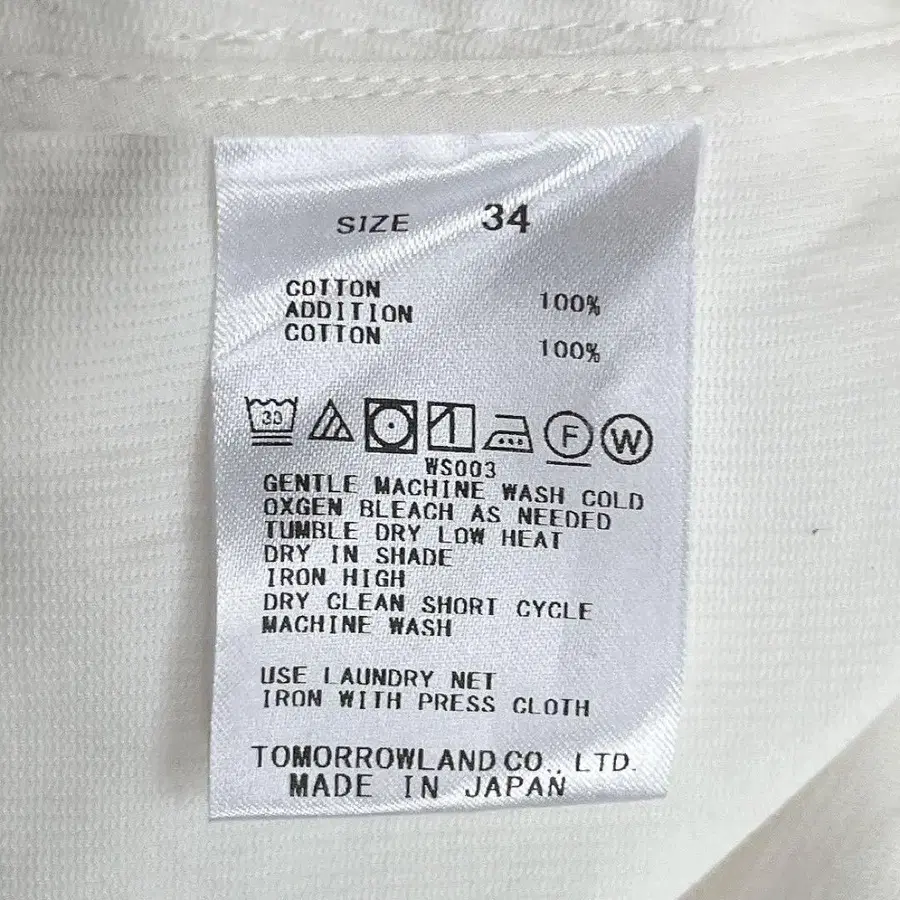 SIZE 34
COTTON 100%
ADDITION
COTTON 100%
30 F W
WS003
GENTLE MACHINE WASH COLD
OXGEN BLEACH AS NEEDED
TUMBLE DRY LOW HEAT
DRY IN SHADE
IRON HIGH
DRY CLEAN SHORT CYCLE
MACHINE WASH
USE LAUNDRY NET
IRON WITH PRESS CLOTH
TOMORROWLAND CO., LTD.
MADE IN JAPAN